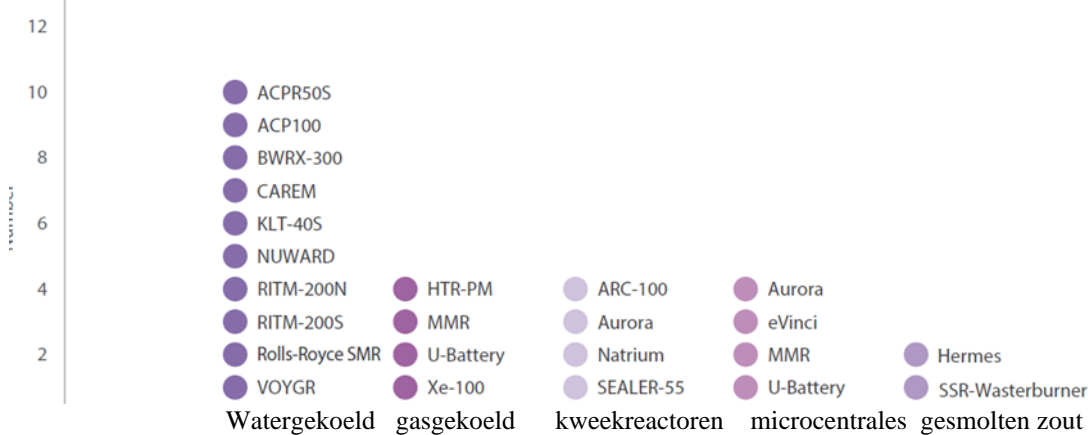 12
10 ACPR50S
ACP100
8 BWRX-300
CAREM
6 KLT-40S
NUWARD
4 RITM-200N HTR-PM ARC-100 Aurora
RITM-200S MMR Aurora eVinci
2 Rolls-Royce SMR U-Battery Natrium MMR Hermes
VOYGR Xe-100 SEALER-55 U-Battery SSR-Wasterburner
Watergekoeld gasgekoeld kweekreactoren microcentrales gesmolten zout